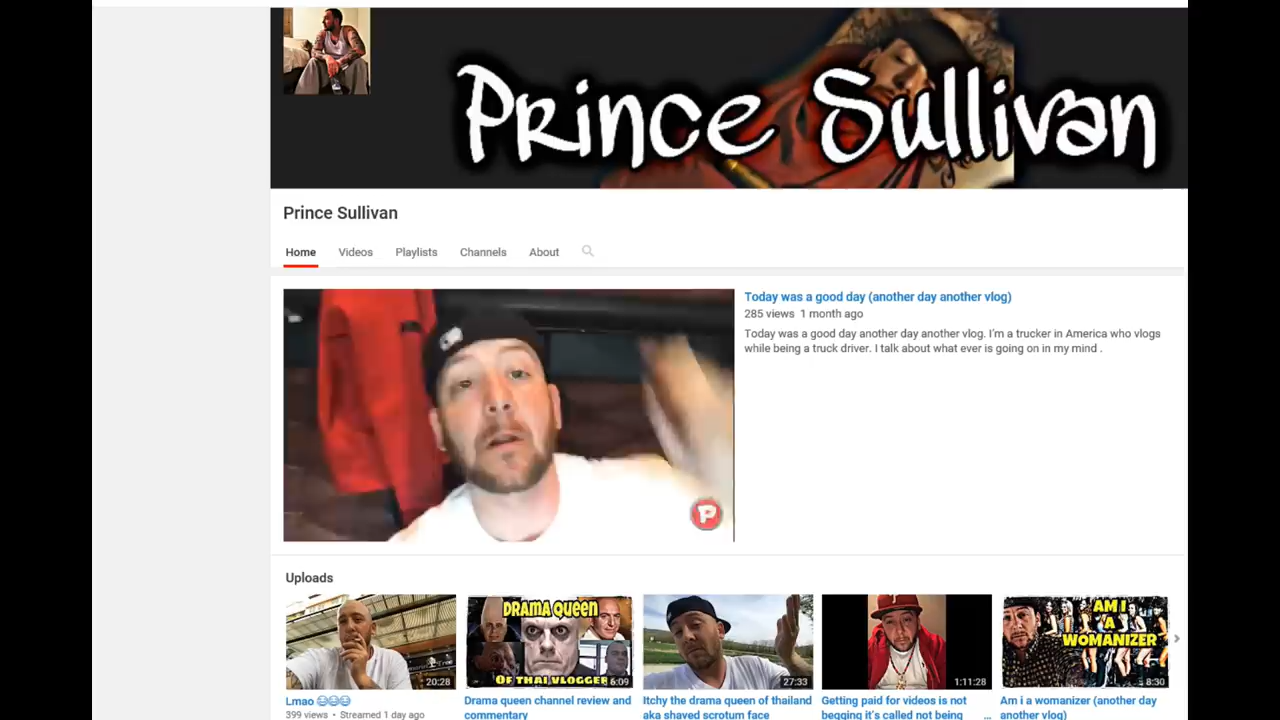 Prince Sullivan
Prince Sullivan
Home Videos Playlists Channels About
Today was a good day (another day another vlog)
285 views 1 month ago
Today was a good day another day another vlog. I'm a trucker in America who vlogs
while being a truck driver. I talk about what ever is going on in my mind .
P
Uploads
DRAMA QUEEN
OF THAI VLOGGER
AM I
A
WOMANIZER
20:28 6:09 27:33 1:11:28 8:30
Lmao 😂😂😂
399 views • Streamed 1 day ago
Drama queen channel review and
commentary
Itchy the drama queen of thailand
aka shaved scrotum face
Getting paid for videos is not
begging it's called not being ...
Am i a womanizer (another day
another vlog)